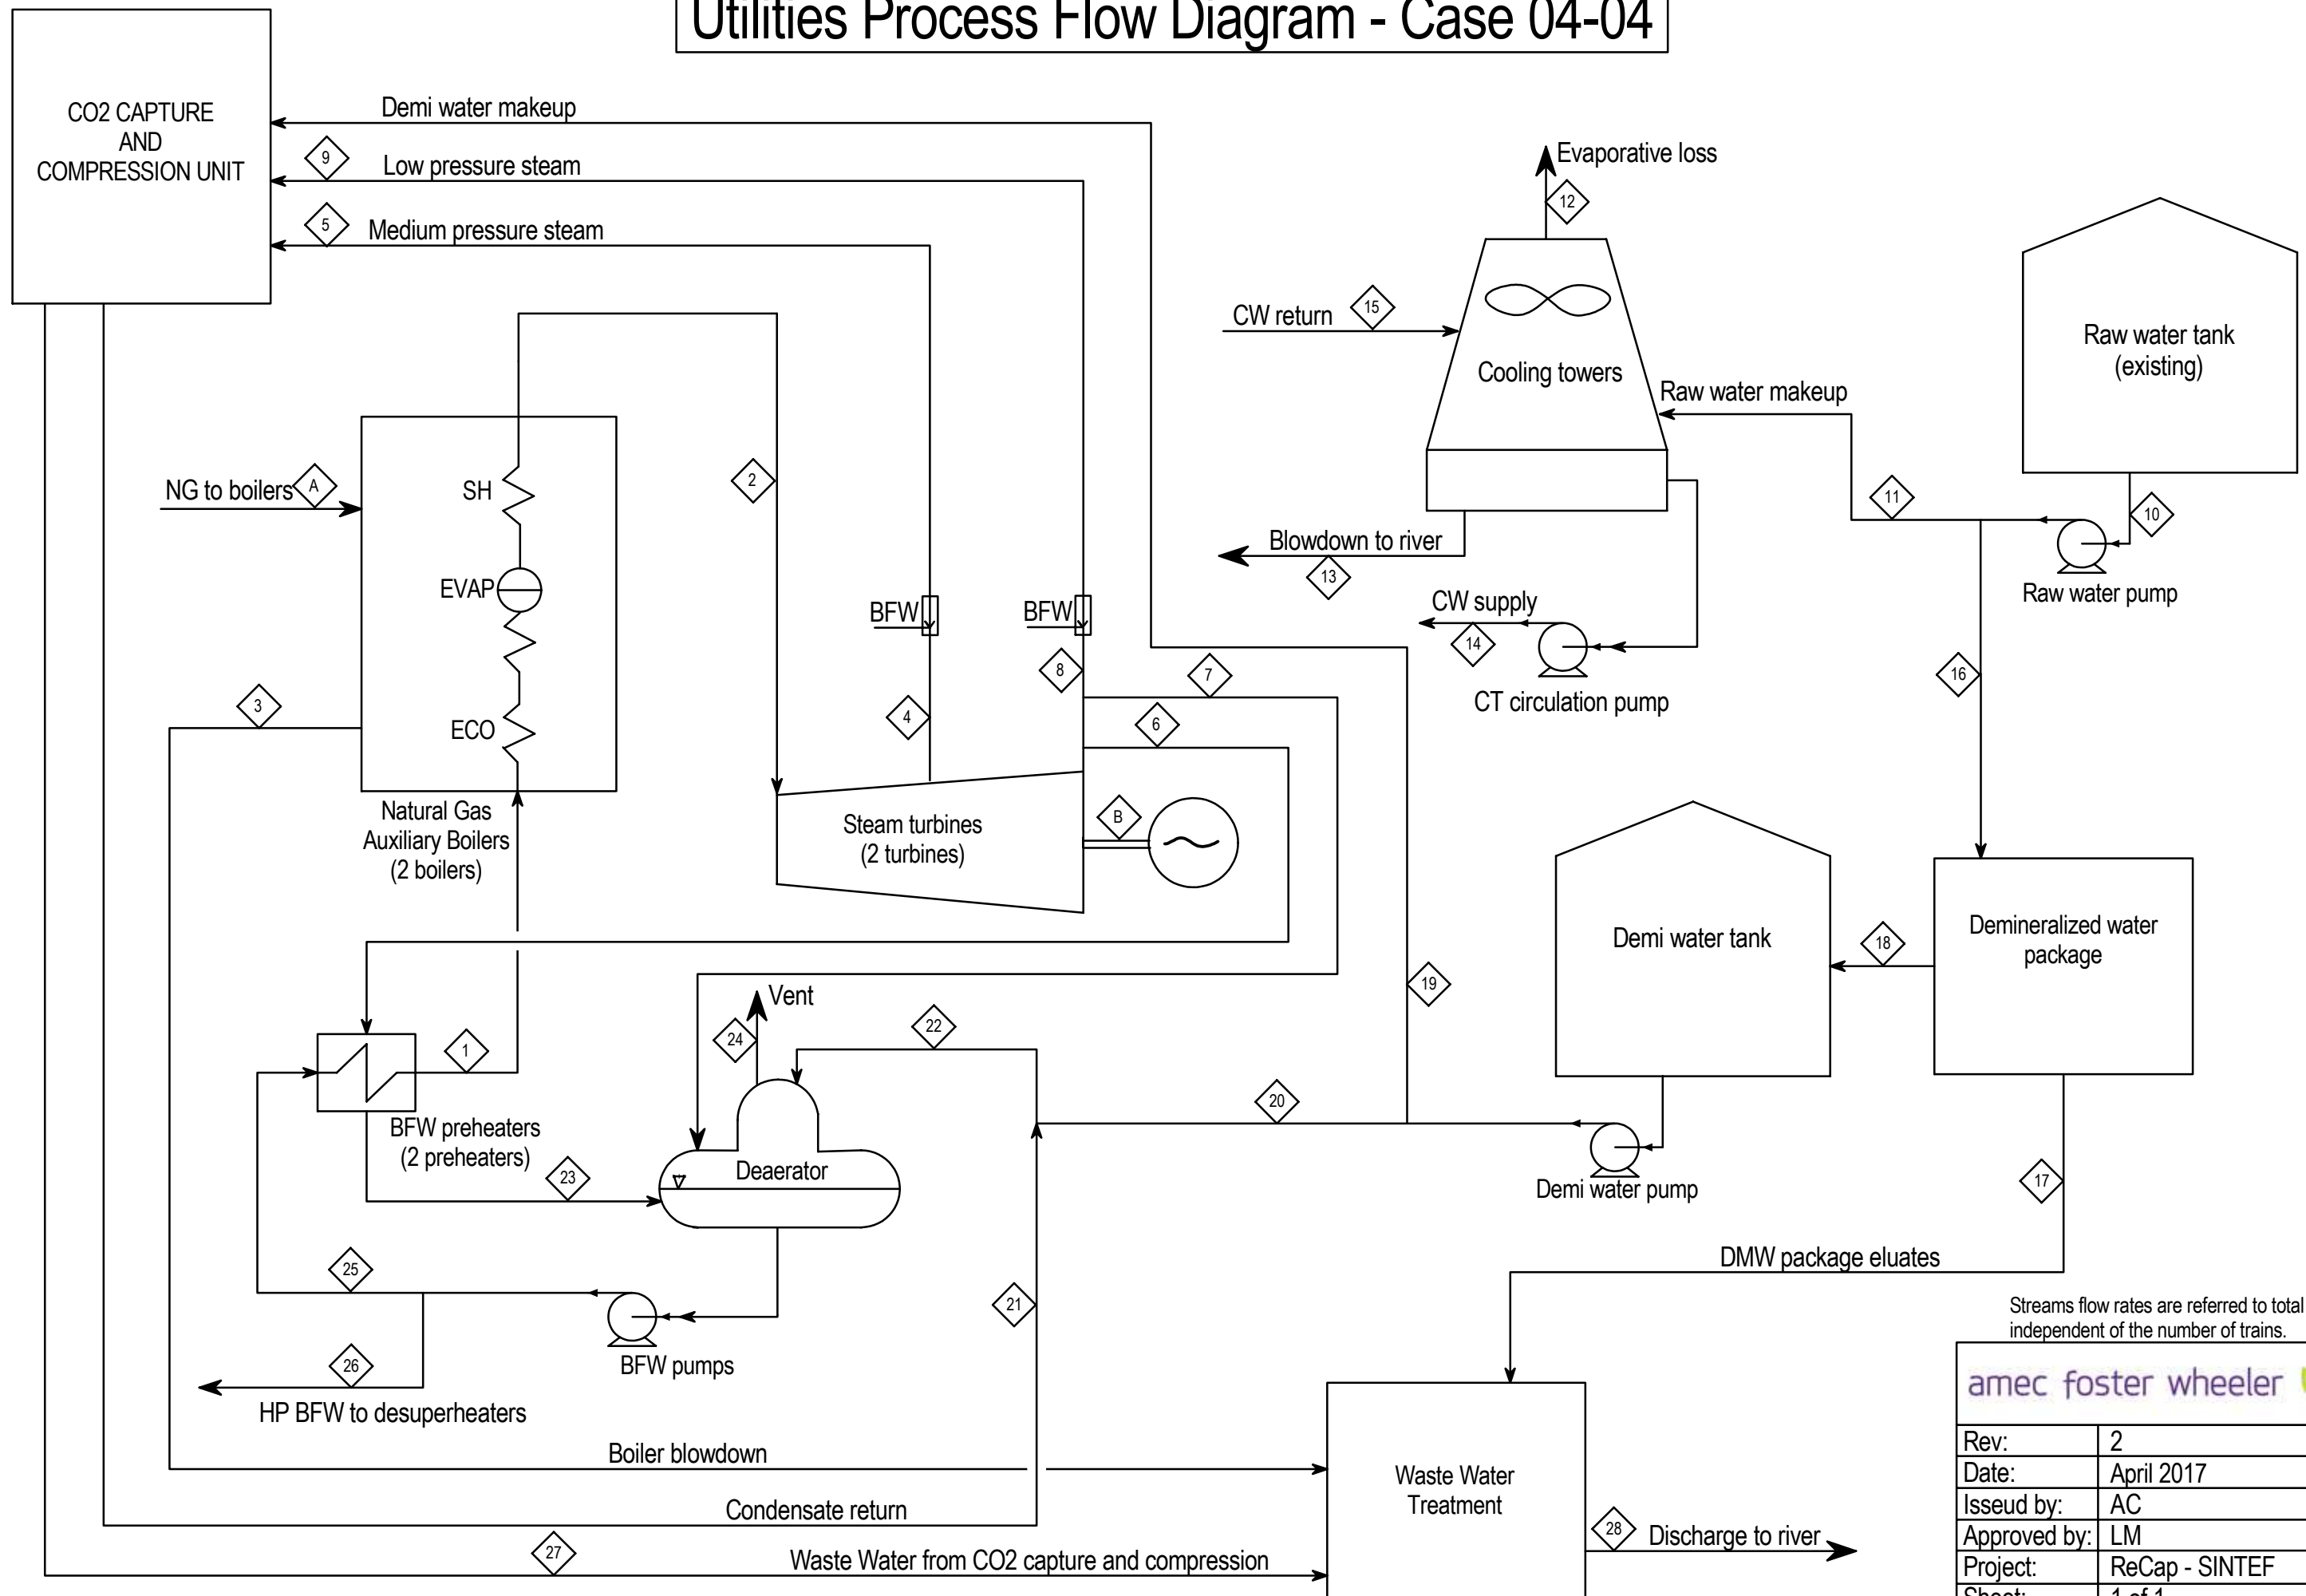 Utilities Process Flow Diagram - Case 04-04
CO2 CAPTURE
AND
COMPRESSION UNIT
Demi water makeup
9
Low pressure steam
5
Medium pressure steam
Evaporative loss
12
CW return
15
Cooling towers
Raw water tank
(existing)
Raw water makeup
11
10
Raw water pump
Blowdown to river
13
CW supply
14
CT circulation pump
NG to boilers
A
SH
EVAP
ECO
2
3
Natural Gas
Auxiliary Boilers
(2 boilers)
BFW
BFW
8
7
4
6
16
Steam turbines
(2 turbines)
B
Demi water tank
18
Demineralized water
package
19
Vent
24
22
1
BFW preheaters
(2 preheaters)
20
23
Deaerator
Demi water pump
17
DMW package eluates
25
21
BFW pumps
26
HP BFW to desuperheaters
Boiler blowdown
Condensate return
27
Waste Water from CO2 capture and compression
Waste Water
Treatment
28
Discharge to river
Streams flow rates are referred to total
independent of the number of trains.
amec foster wheeler
Rev: 2
Date: April 2017
Isseud by: AC
Approved by: LM
Project: ReCap - SINTEF
Sheet: 1 of 1